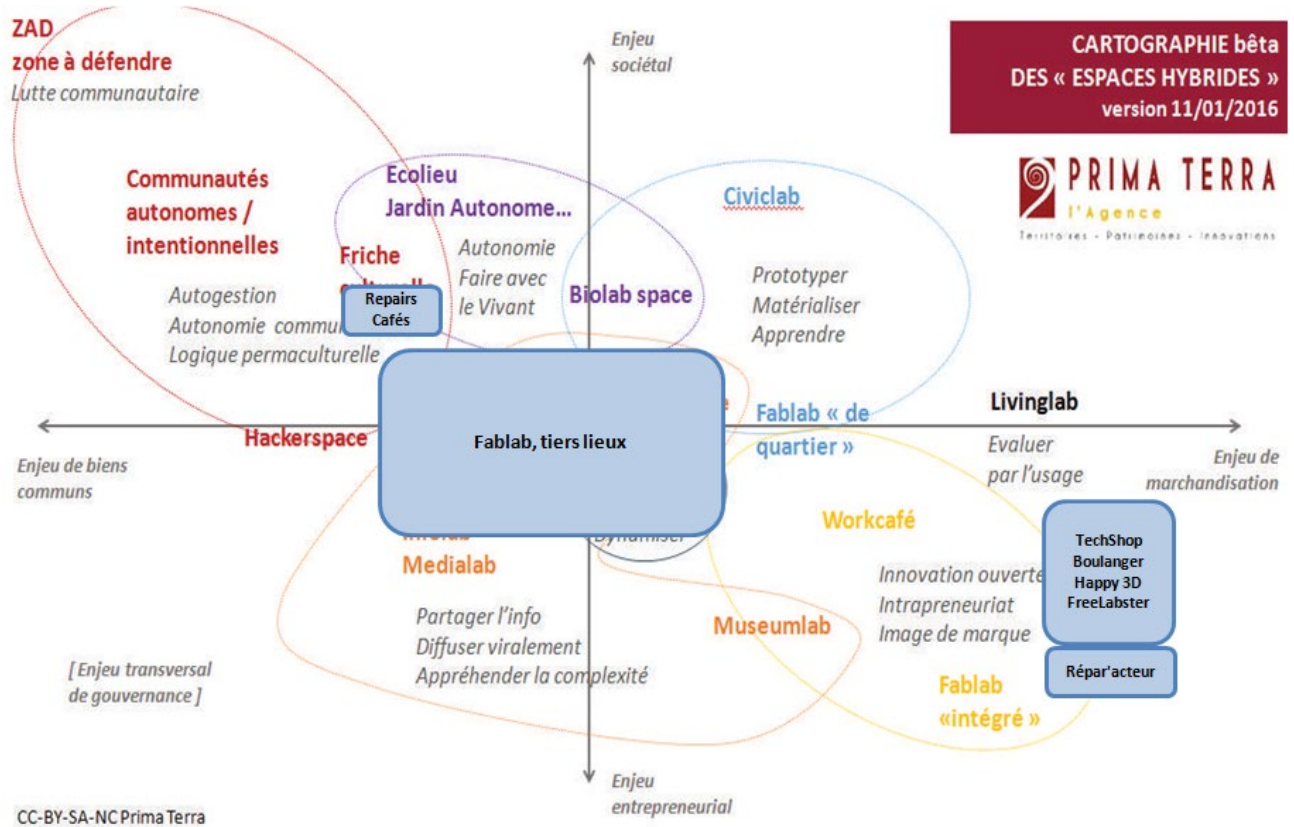 ZAD
zone à défendre
Lutte communautaire
Enjeu
sociétal
CARTOGRAPHIE bêta
DES « ESPACES HYBRIDES »
version 11/01/2016
PRIMA TERRA
l'Agence
Territoires - Patrimoines - Innovations
Communautés
autonomes /
intentionnelles
Autogestion
Autonomie commu
Logique permaculturelle
Ecolieu
Jardin Autonome...
Friche
Autonomie
Faire avec
le Vivant
Repairs
Cafés
Biolab space
Civiclab
Prototyper
Matérialiser
Apprendre
Hackerspace
Fablab, tiers lieux
Fablab « de
quartier »
Livinglab
Evaluer
par l'usage
Enjeu de biens
communs
Enjeu de
marchandisation
Workcafé
Innovation ouverte
Intrapreneuriat
Image de marque
TechShop
Boulanger
Happy 3D
FreeLabster
Répar'acteur
Fablab
«intégré »
Medialab
Partager l'info
Diffuser viralement
Appréhender la complexité
Museumlab
[ Enjeu transversal
de gouvernance ]
Enjeu
entrepreneurial
CC-BY-SA-NC Prima Terra